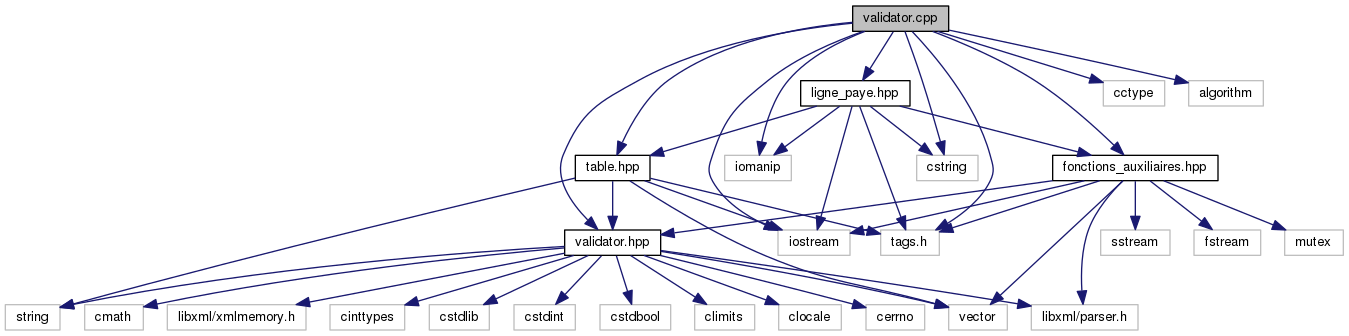 validator.cpp
ligne_paye.hpp
cctype
algorithm
table.hpp
iomanip
cstring
fonctions_auxiliaires.hpp
validator.hpp
iostream
tags.h
sstream
fstream
mutex
string
cmath
libxml/xmlmemory.h
cinttypes
cstdlib
cstdint
cstdbool
climits
clocale
cerrno
vector
libxml/parser.h